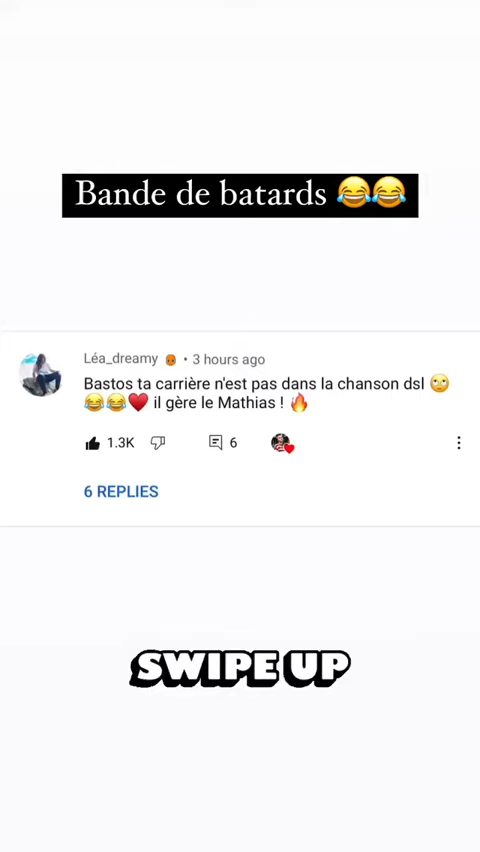 Bande de batards 😂😂
Léa_dreamy • 3 hours ago
Bastos ta carrière n'est pas dans la chanson dsl 🙄
😂😂♥️ il gère le Mathias ! 🔥
1.3K 6
6 REPLIES
SWIPE UP